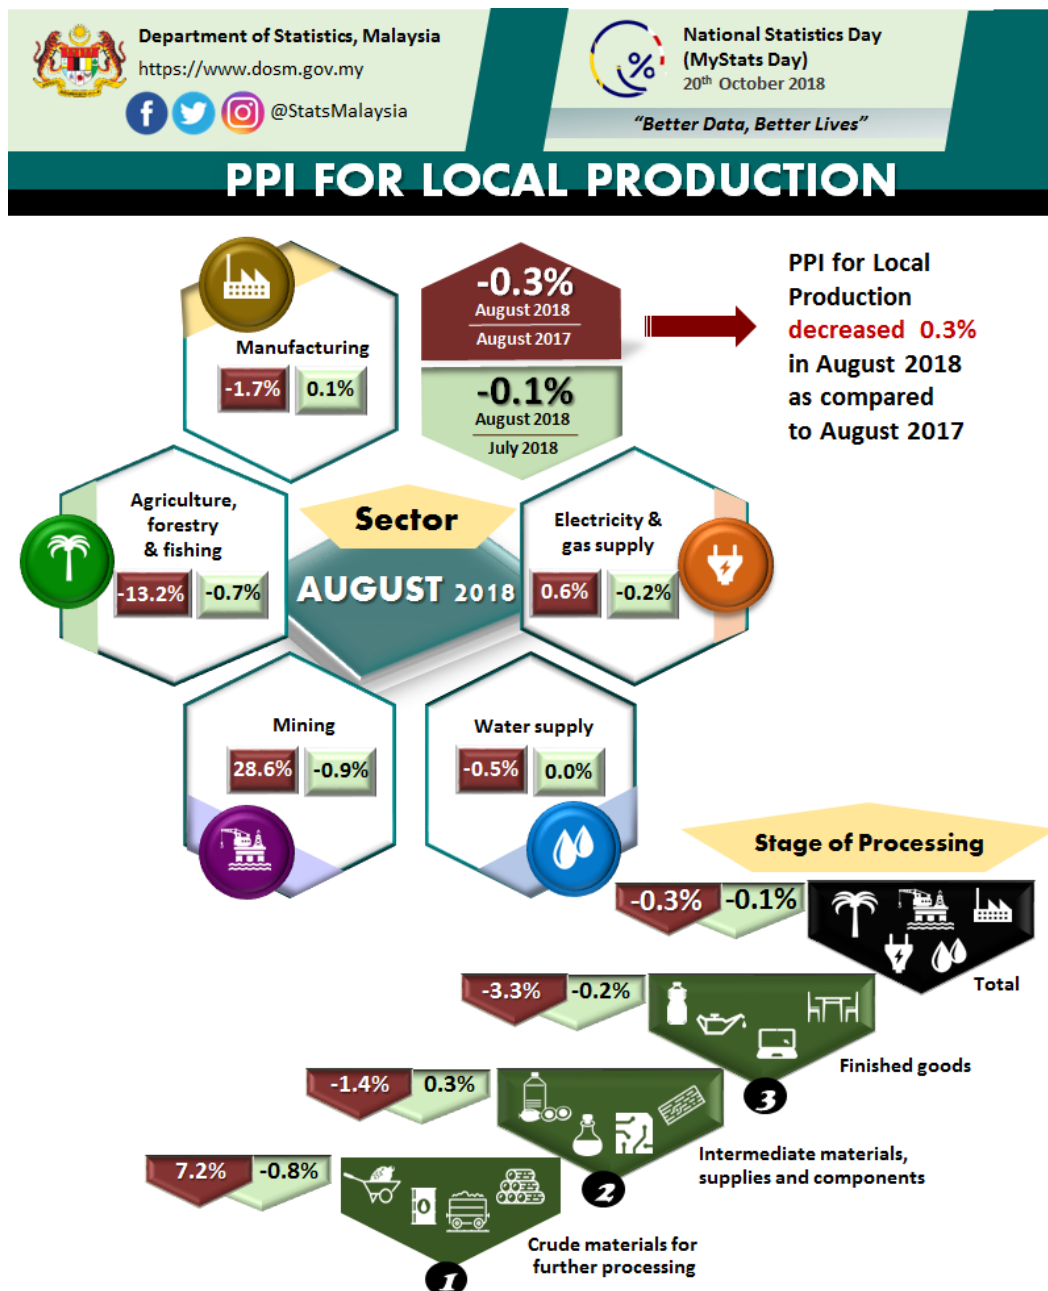 Department of Statistics, Malaysia
https://www.dosm.gov.my
@StatsMalaysia
National Statistics Day
(MyStats Day)
20th October 2018
“Better Data, Better Lives”
PPI FOR LOCAL PRODUCTION
Manufacturing
-1.7% 0.1%
-0.3%
August 2018
August 2017
-0.1%
August 2018
July 2018
PPI for Local
Production
decreased 0.3%
in August 2018
as compared
to August 2017
Agriculture,
forestry
& fishing
-13.2% -0.7%
Sector
AUGUST 2018
Electricity &
gas supply
0.6% -0.2%
Mining
28.6% -0.9%
Water supply
-0.5% 0.0%
Stage of Processing
-0.3% -0.1%
Total
-3.3% -0.2%
Finished goods
3
-1.4% 0.3%
Intermediate materials,
supplies and components
2
7.2% -0.8%
Crude materials for
further processing
1